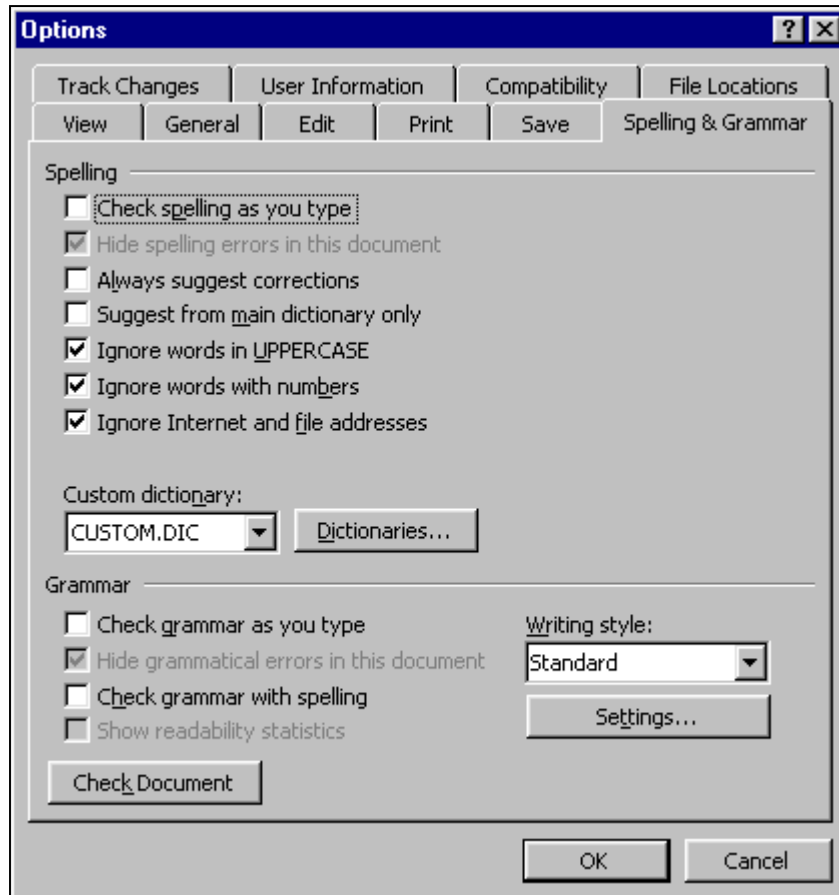 Options
Track Changes User Information Compatibility File Locations
View General Edit Print Save Spelling & Grammar
Spelling
Check spelling as you type
Hide spelling errors in this document
Always suggest corrections
Suggest from main dictionary only
Ignore words in UPPERCASE
Ignore words with numbers
Ignore Internet and file addresses
Custom dictionary:
CUSTOM.DIC Dictionaries...
Grammar
Check grammar as you type Writing style:
Hide grammatical errors in this document Standard
Check grammar with spelling
Show readability statistics Settings...
Check Document
OK Cancel